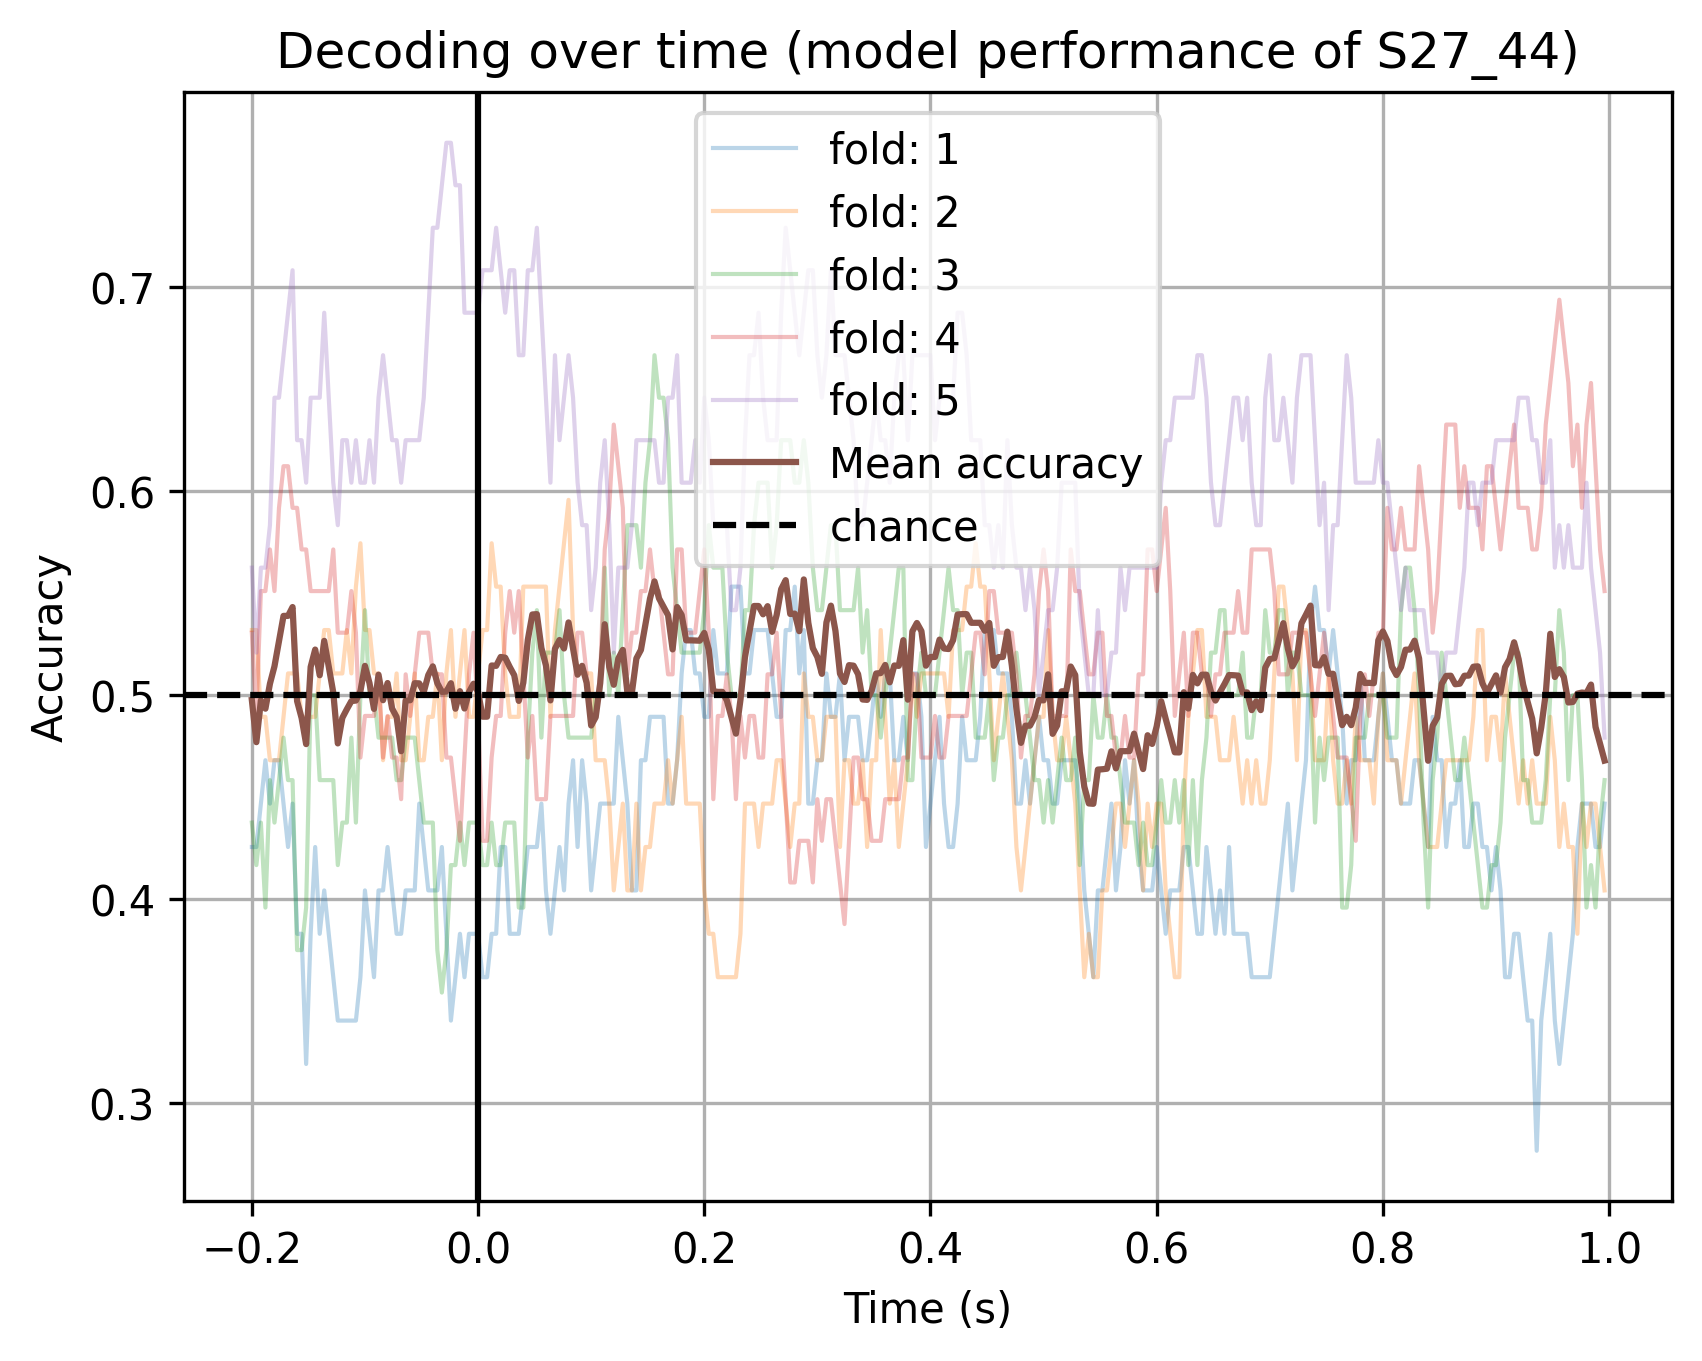 Decoding over time (model performance of S27_44)
fold: 1
fold: 2
fold: 3
fold: 4
fold: 5
Mean accuracy
chance
Accuracy
0.7
0.6
0.5
0.4
0.3
−0.2 0.0 0.2 0.4 0.6 0.8 1.0
Time (s)